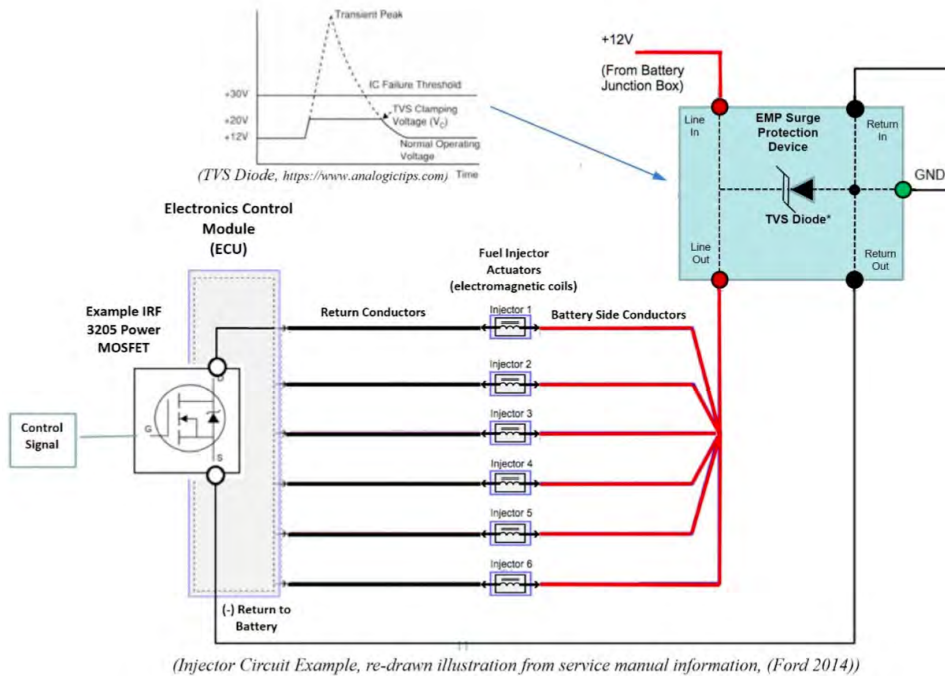 Transient Peak
IC Failure Threshold
+30V
TVS Clamping
Voltage (VC)
+20V
+12V
Normal Operating
Voltage
Time
(TVS Diode, https://www.analogictips.com)
+12V
(From Battery
Junction Box)
Line
In
EMP Surge
Protection
Device
Return
In
GND
TVS Diode*
Line
Out
Return
Out
Electronics Control
Module
(ECU)
Example IRF
3205 Power
MOSFET
Control
Signal
G
D
S
Return Conductors
Fuel Injector
Actuators
(electromagnetic coils)
Battery Side Conductors
Injector 1
Injector 2
Injector 3
Injector 4
Injector 5
Injector 6
(-) Return to
Battery
(Injector Circuit Example, re-drawn illustration from service manual information, (Ford 2014))